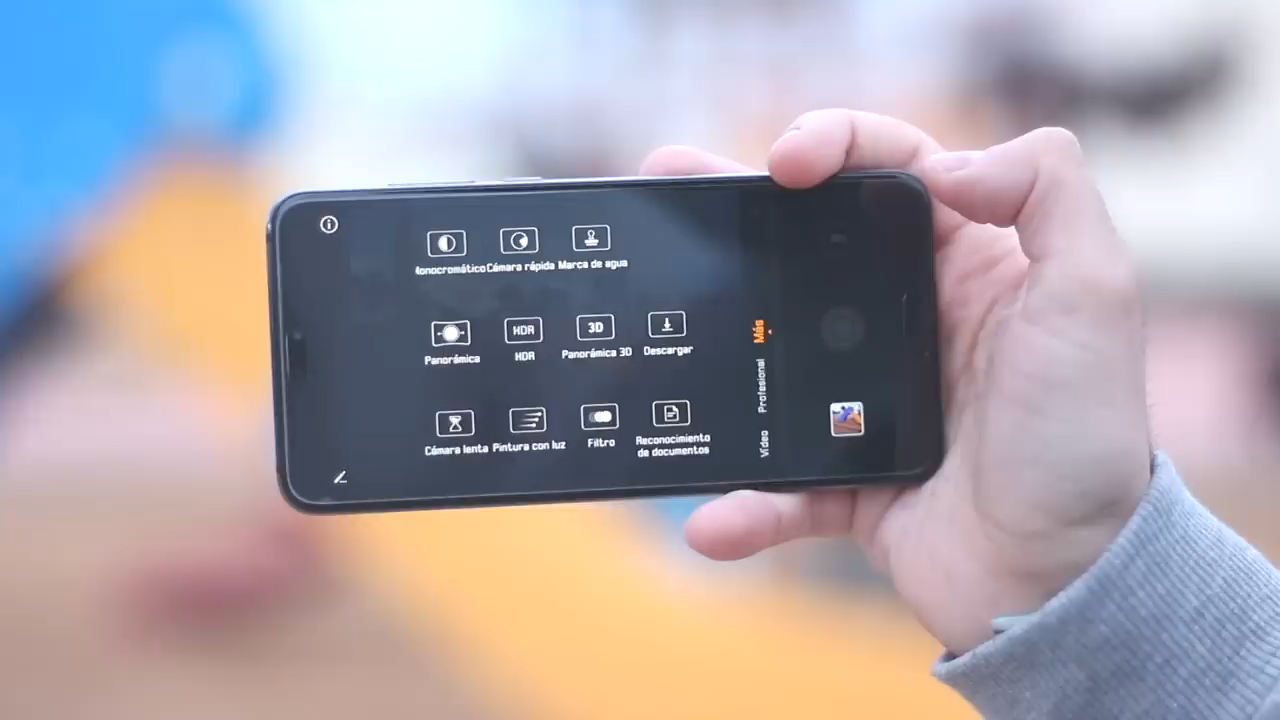 Monocromático
Cámara rápida
Marca de agua
Panorámica
HDR
HDR
3D
Panorámica 3D
Descargar
Cámara lenta
Pintura con luz
Filtro
Reconocimiento
de documentos
Más
Profesional
Vídeo